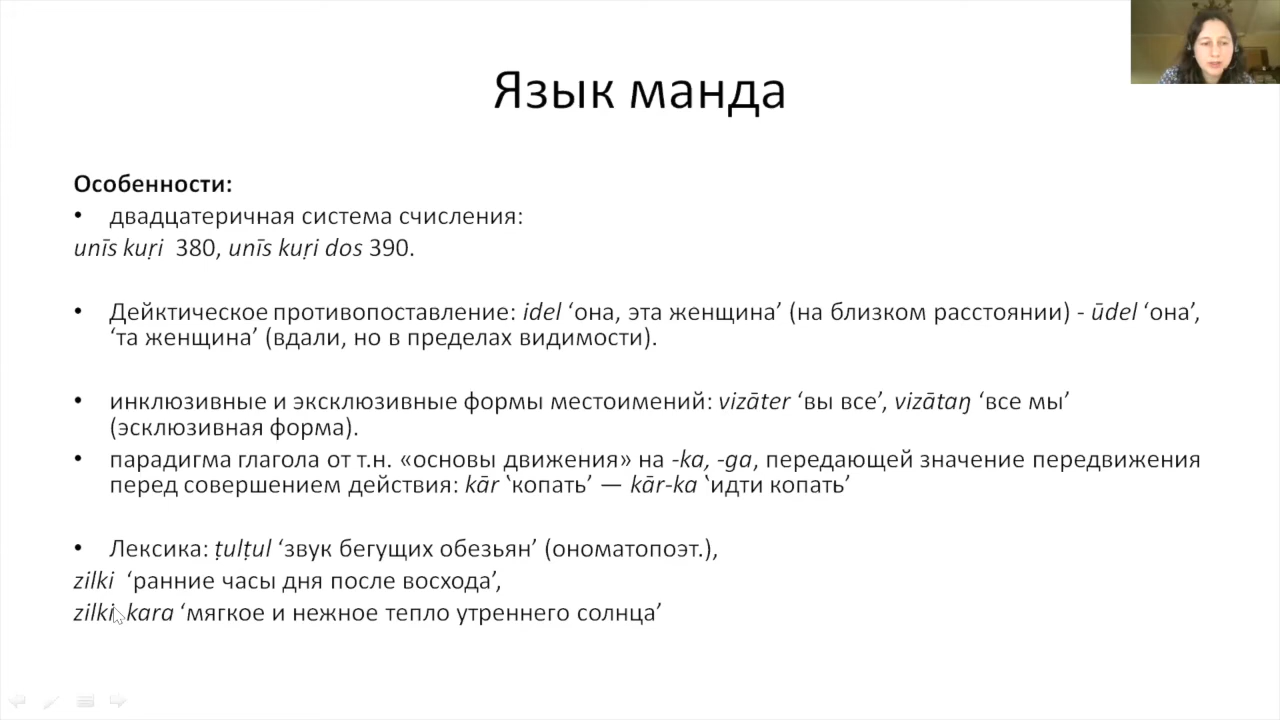 Язык манда
Особенности:
• двадцатеричная система счисления:
unīs kuṛi 380, unīs kuṛi dos 390.
• Дейктическое противопоставление: idel ‘она, эта женщина’ (на близком расстоянии) - ūdel ‘она’,
‘та женщина’ (вдали, но в пределах видимости).
• инклюзивные и эксклюзивные формы местоимений: vizāter ‘вы все’, vizātaŋ ‘все мы’
(эсклюзивная форма).
• парадигма глагола от т.н. «основы движения» на -ka, -ga, передающей значение передвижения
перед совершением действия: kār ‛копать’ — kār-ka ‛идти копать’
• Лексика: ṭulṭul ‘звук бегущих обезьян’ (ономатопоэт.),
zilki ‘ранние часы дня после восхода’,
zilki kara ‘мягкое и нежное тепло утреннего солнца’